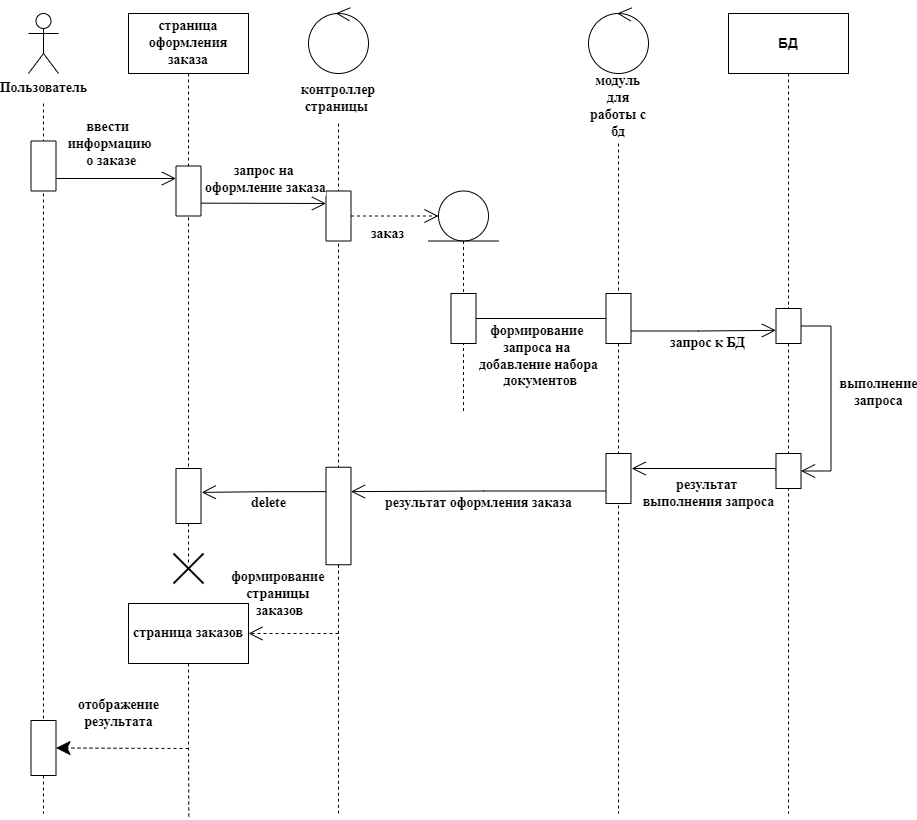 страница
оформления
заказа
БД
Пользователь
контроллер
страницы
модуль
для
работы с
бд
ввести
информацию
о заказе
запрос на
оформление заказа
заказ
формирование
запроса на
добавление набора
документов
запрос к БД
выполнение
запроса
результат
выполнения запроса
результат оформления заказа
delete
формирование
страницы
заказов
страница заказов
отображение
результата